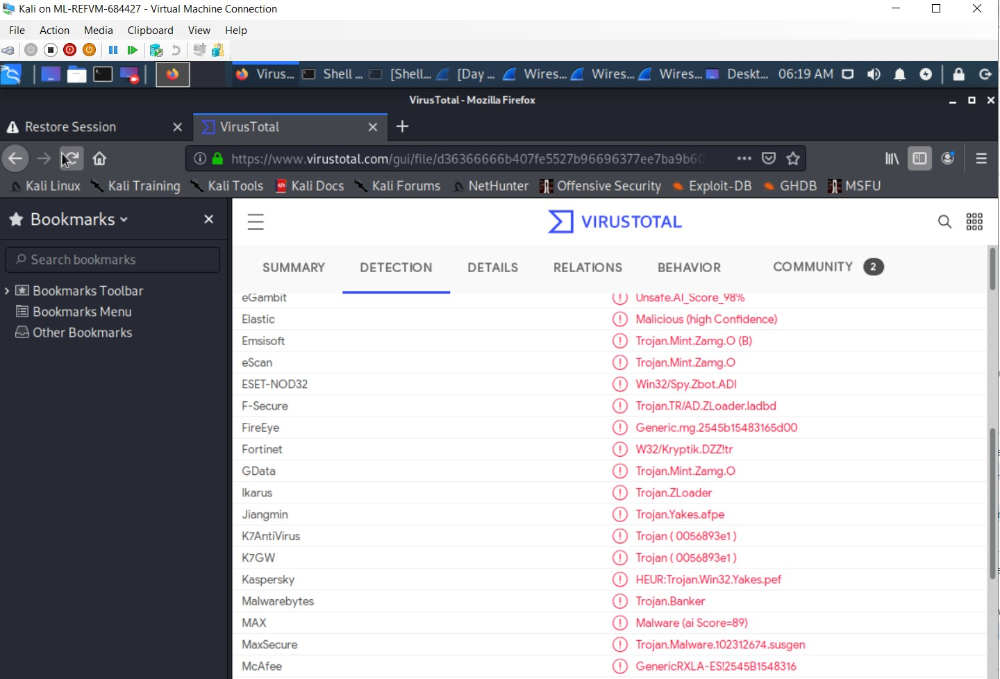 Kali on ML-REFVM-684427 - Virtual Machine Connection
File Action Media Clipboard View Help
Virus... Shell ... [Shell... [Day ... Wires... Wires... Wires... Deskt... 06:19 AM
VirusTotal - Mozilla Firefox
Restore Session VirusTotal
https://www.virustotal.com/gui/file/d36366666b407fe5527b96696377ee7ba9b60
Kali Linux Kali Training Kali Tools Kali Docs Kali Forums NetHunter Offensive Security Exploit-DB GHDB MSFU
Bookmarks
Search bookmarks
Bookmarks Toolbar
Bookmarks Menu
Other Bookmarks
VIRUSTOTAL
SUMMARY DETECTION DETAILS RELATIONS BEHAVIOR COMMUNITY 2
eGambit Unsafe.AI_Score_98%
Elastic Malicious (high Confidence)
Emsisoft Trojan.Mint.Zamg.O (B)
eScan Trojan.Mint.Zamg.O
ESET-NOD32 Win32/Spy.Zbot.ADI
F-Secure Trojan.TR/AD.ZLoader.ladbd
FireEye Generic.mg.2545b15483165d00
Fortinet W32/Kryptik.DZZ!tr
GData Trojan.Mint.Zamg.O
Ikarus Trojan.ZLoader
Jiangmin Trojan.Yakes.afpe
K7AntiVirus Trojan ( 0056893e1 )
K7GW Trojan ( 0056893e1 )
Kaspersky HEUR:Trojan.Win32.Yakes.pef
Malwarebytes Trojan.Banker
MAX Malware (ai Score=89)
MaxSecure Trojan.Malware.102312674.susgen
McAfee GenericRXLA-ES!2545B1548316